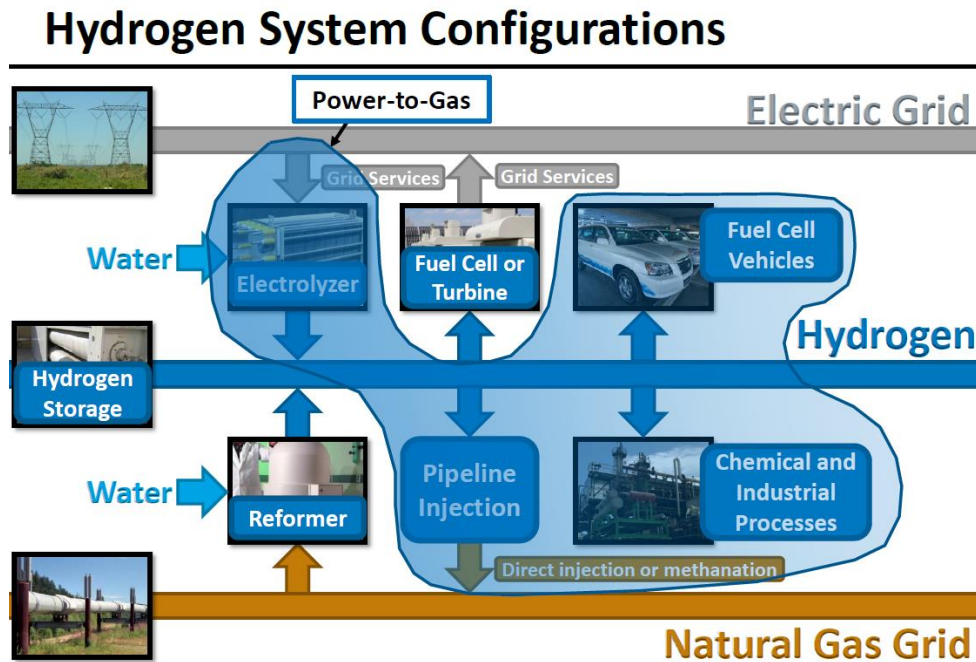 Hydrogen System Configurations
Power-to-Gas
Electric Grid
Grid Services
Grid Services
Water
Electrolyzer
Fuel Cell or
Turbine
Fuel Cell
Vehicles
Hydrogen
Hydrogen
Storage
Water
Reformer
Pipeline
Injection
Chemical and
Industrial
Processes
Direct injection or methanation
Natural Gas Grid